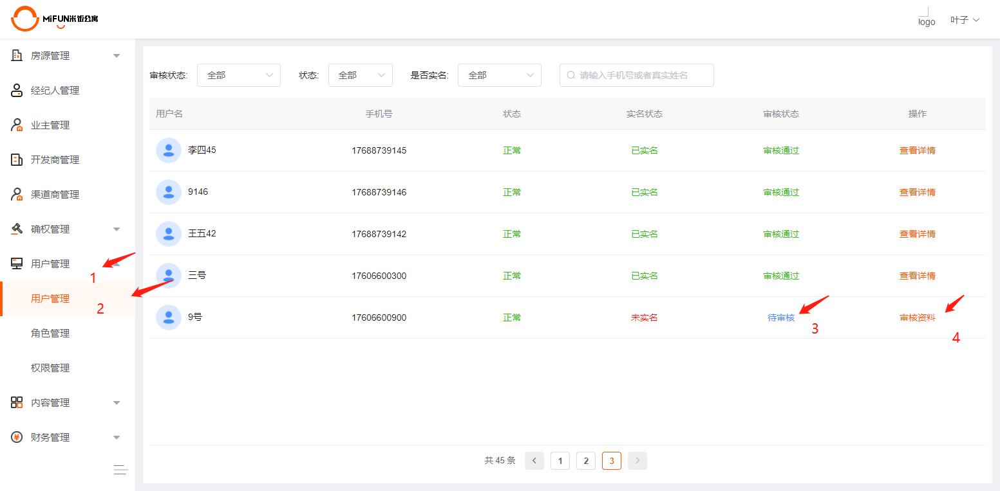 MiFUN米饭公寓
logo 叶子
房源管理
经纪人管理
业主管理
开发商管理
渠道商管理
确权管理
用户管理
1
用户管理
2
角色管理
权限管理
内容管理
财务管理
审核状态: 全部 状态: 全部 是否实名: 全部 请输入手机号或者真实姓名
用户名 手机号 状态 实名状态 审核状态 操作
李四45 17688739145 正常 已实名 审核通过 查看详情
9146 17688739146 正常 已实名 审核通过 查看详情
王五42 17688739142 正常 已实名 审核通过 查看详情
三号 17606600300 正常 已实名 审核通过 查看详情
9号 17606600900 正常 未实名 待审核 审核资料
3 4
共 45 条 1 2 3